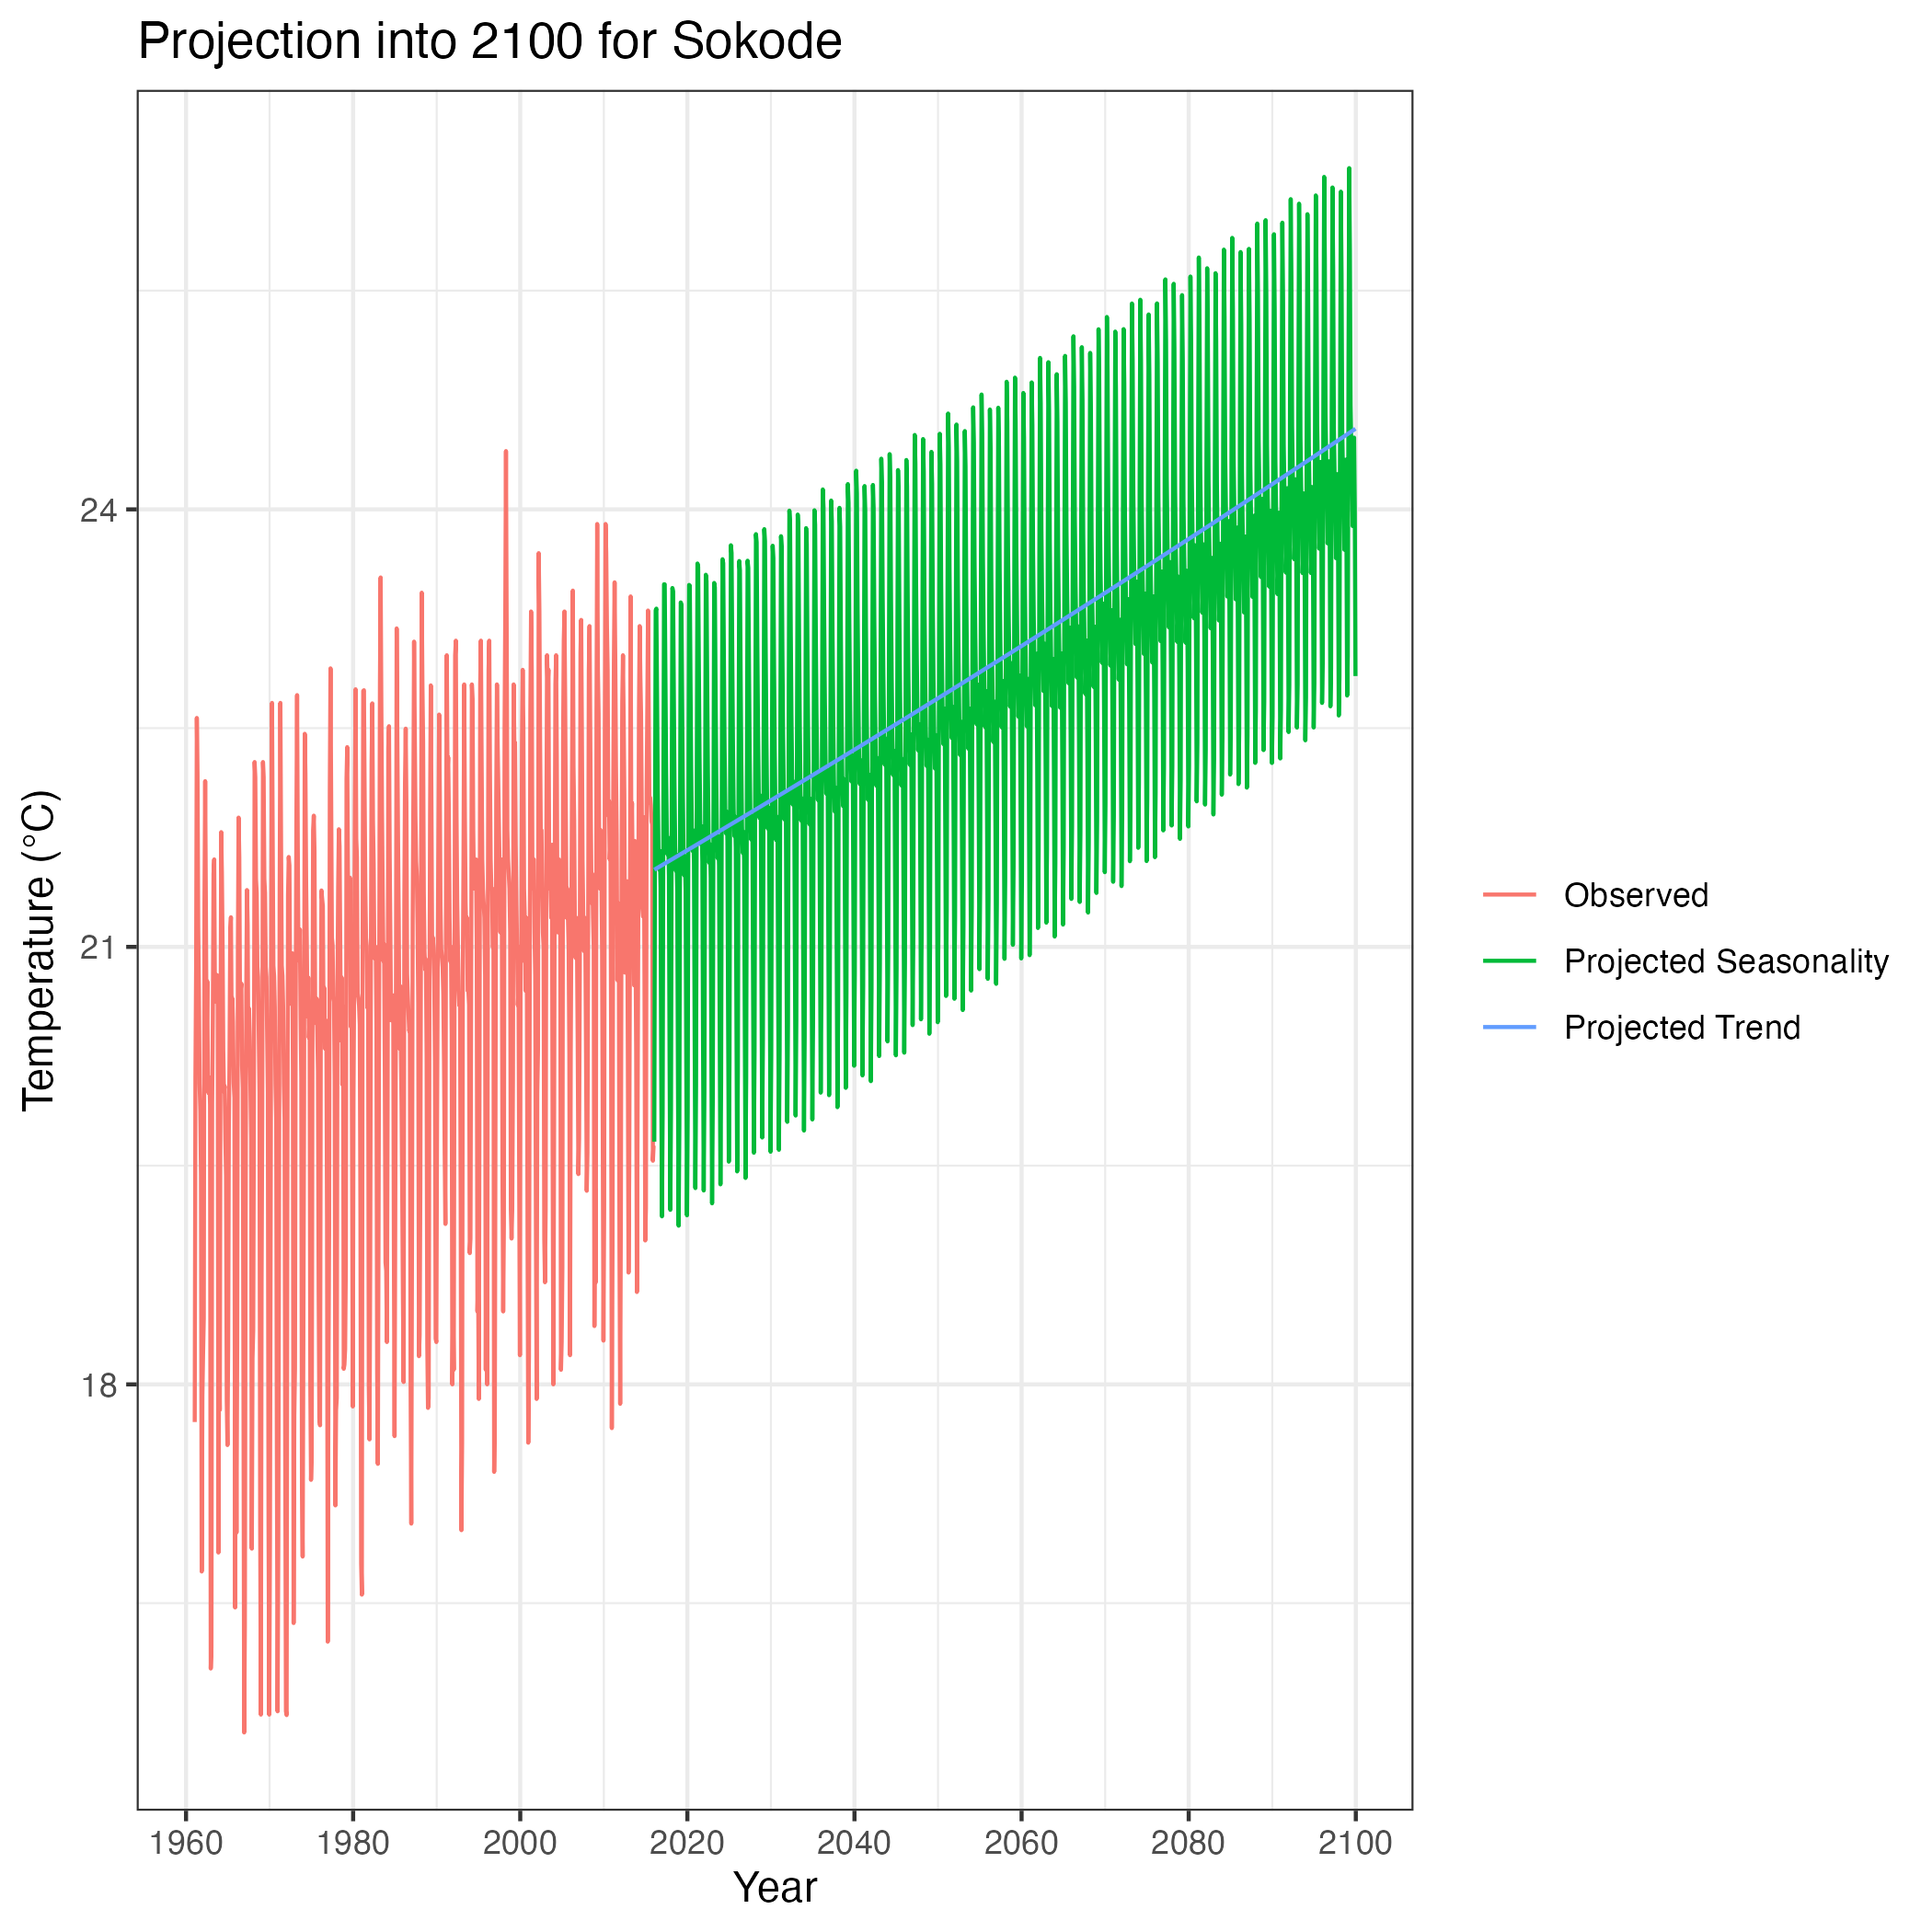 Projection into 2100 for Sokode
Temperature (°C)
24
21
18
1960 1980 2000 2020 2040 2060 2080 2100
Year
Observed
Projected Seasonality
Projected Trend